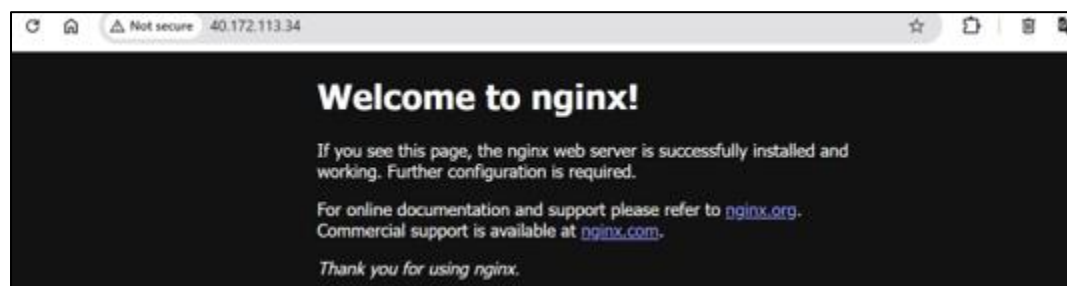 Not secure 40.172.113.34
Welcome to nginx!
If you see this page, the nginx web server is successfully installed and
working. Further configuration is required.
For online documentation and support please refer to nginx.org.
Commercial support is available at nginx.com.
Thank you for using nginx.